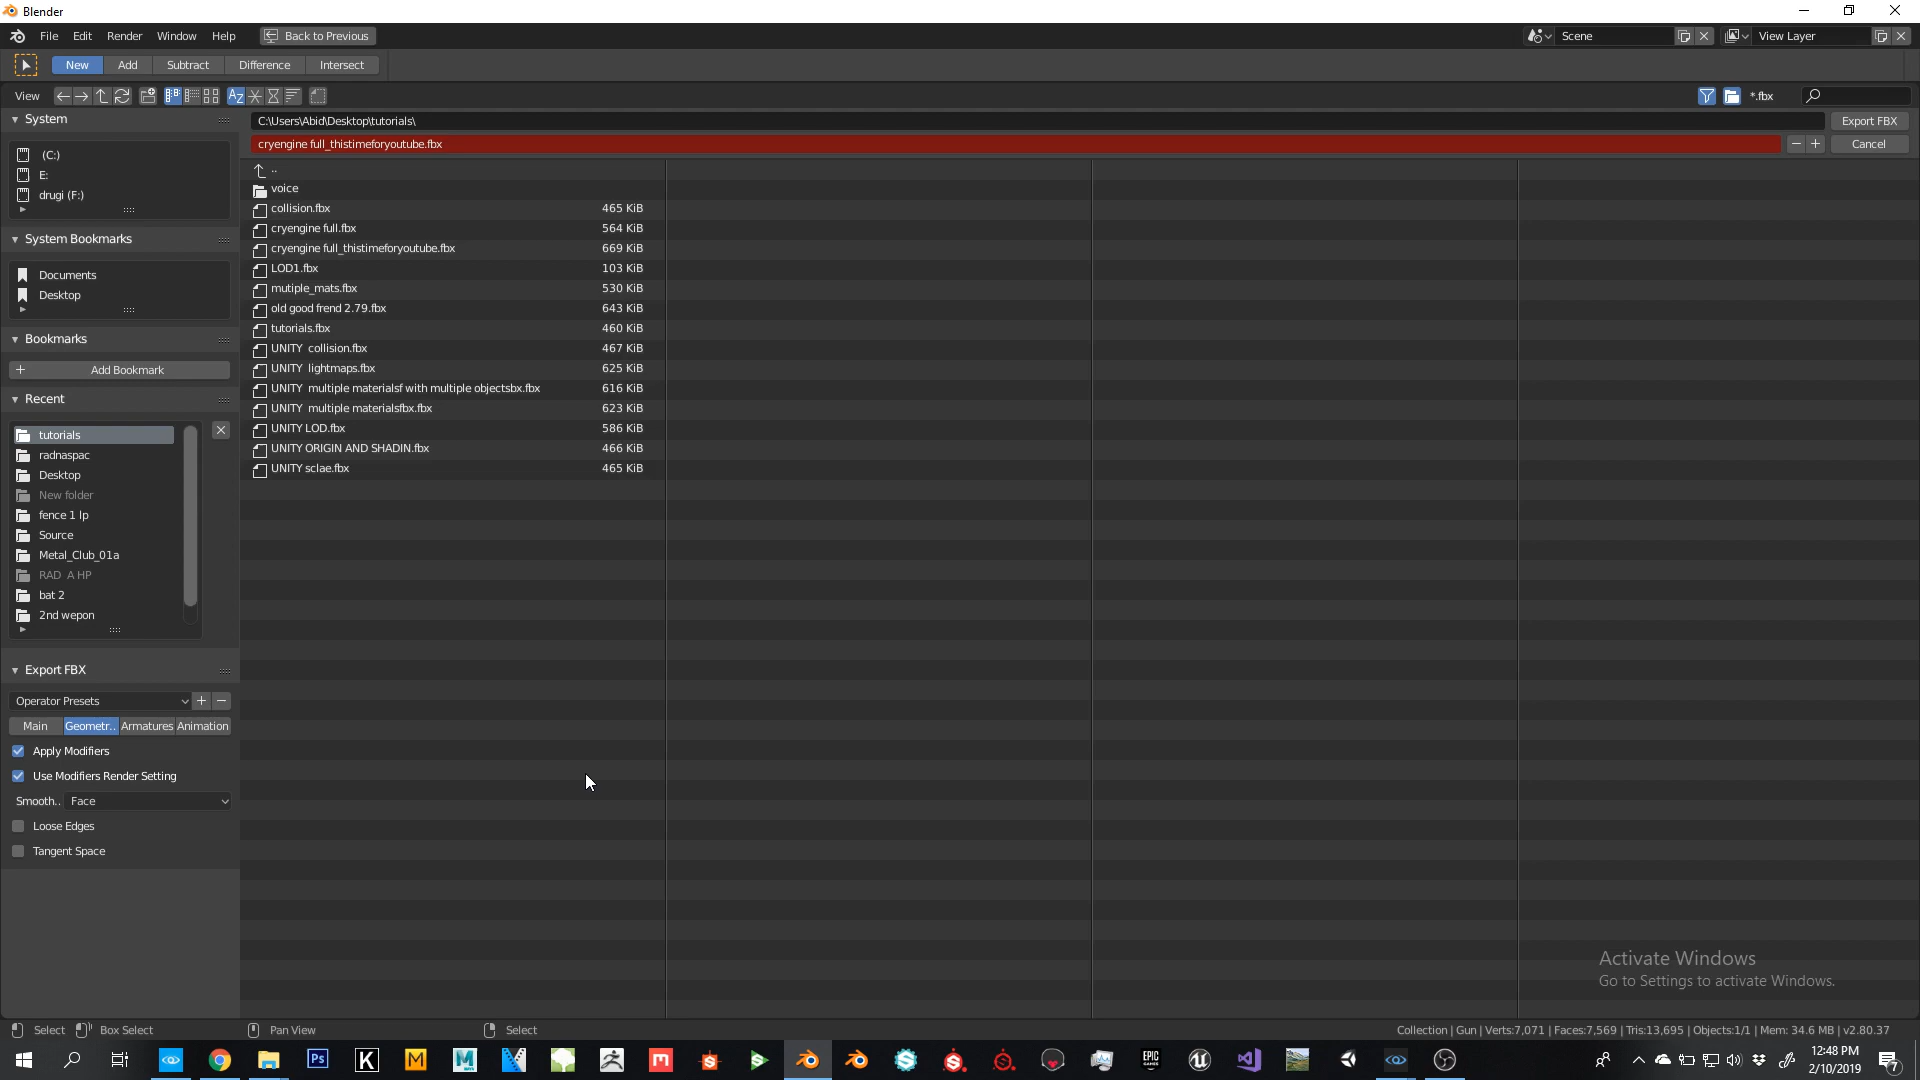 Blender
File Edit Render Window Help Back to Previous Scene View Layer
New Add Subtract Difference Intersect
View *.fbx
System
(C:)
E:
drugi (F:)
System Bookmarks
Documents
Desktop
Bookmarks
Add Bookmark
Recent
tutorials
radnaspac
Desktop
New folder
fence 1 lp
Source
Metal_Club_01a
RAD A HP
bat 2
2nd wepon
Export FBX
Operator Presets
Main Geometr.. Armatures Animation
Apply Modifiers
Use Modifiers Render Setting
Smooth.. Face
Loose Edges
Tangent Space
C:\Users\Abid\Desktop\tutorials\ Export FBX
cryengine full_thistimeforyoutube.fbx Cancel
..
voice
collision.fbx 465 KiB
cryengine full.fbx 564 KiB
cryengine full_thistimeforyoutube.fbx 669 KiB
LOD1.fbx 103 KiB
mutiple_mats.fbx 530 KiB
old good frend 2.79.fbx 643 KiB
tutorials.fbx 460 KiB
UNITY collision.fbx 467 KiB
UNITY lightmaps.fbx 625 KiB
UNITY multiple materialsf with multiple objectsbx.fbx 616 KiB
UNITY multiple materialsfbx.fbx 623 KiB
UNITY LOD.fbx 586 KiB
UNITY ORIGIN AND SHADIN.fbx 466 KiB
UNITY sclae.fbx 465 KiB
Activate Windows
Go to Settings to activate Windows.
Select Box Select Pan View Select Collection | Gun | Verts:7,071 | Faces:7,569 | Tris:13,695 | Objects:1/1 | Mem: 34.6 MB | v2.80.37
12:48 PM
2/10/2019